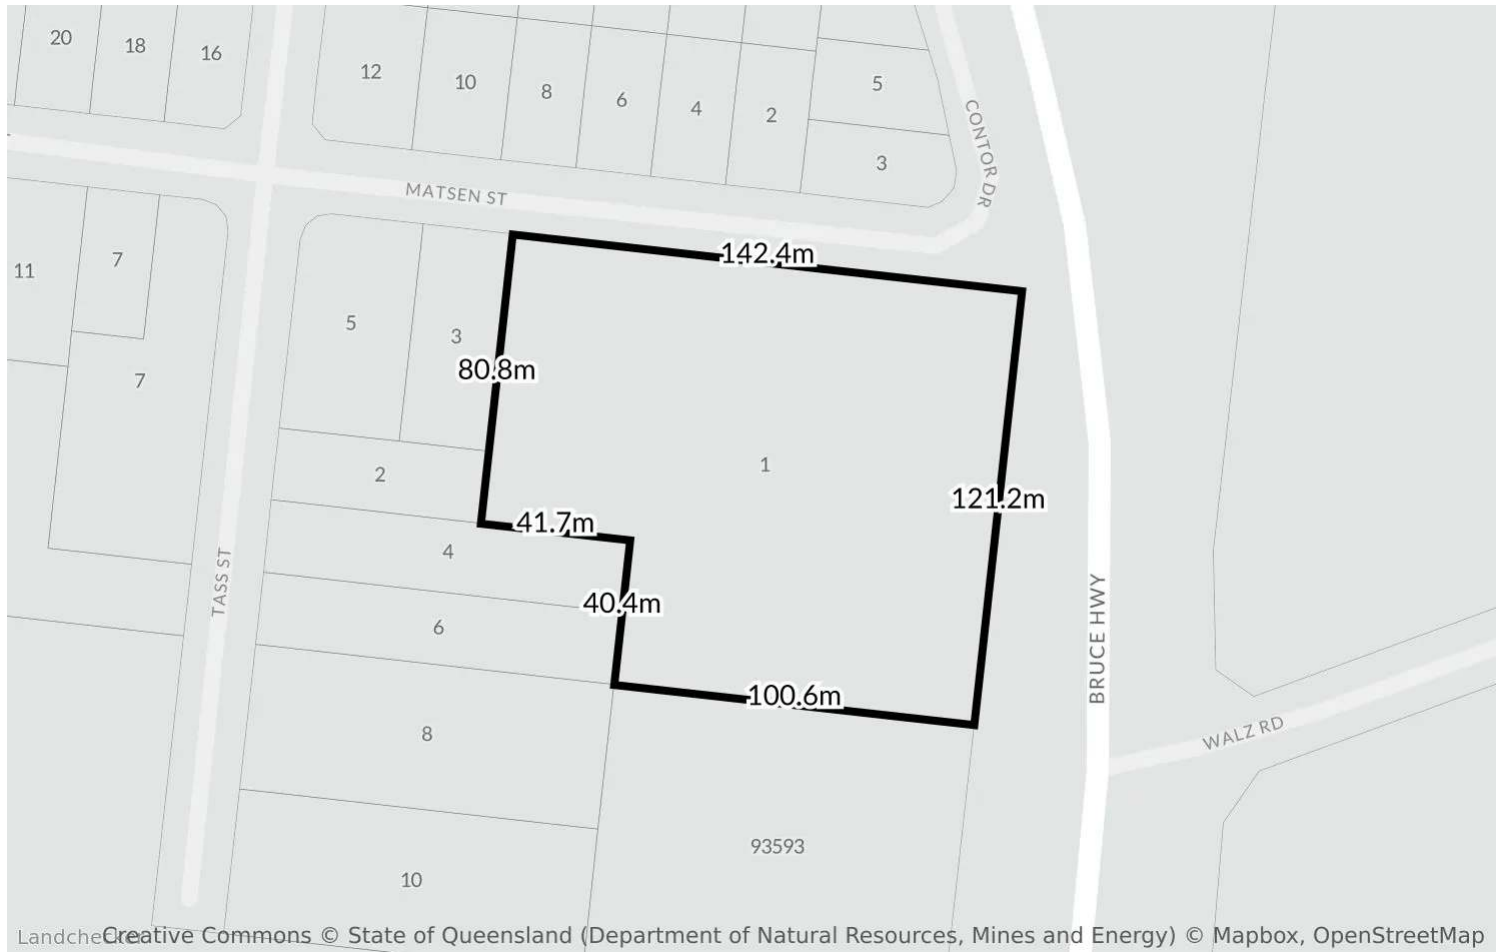 20
18
16
12
10
8
6
4
2
5
3
CONTOR DR
MATSEN ST
11
7
7
5
3
142.4m
80.8m
1
2
121.2m
41.7m
4
40.4m
6
TASS ST
BRUCE HWY
100.6m
8
WALZ RD
93593
10
Landchecker
Creative Commons © State of Queensland (Department of Natural Resources, Mines and Energy) © Mapbox, OpenStreetMap